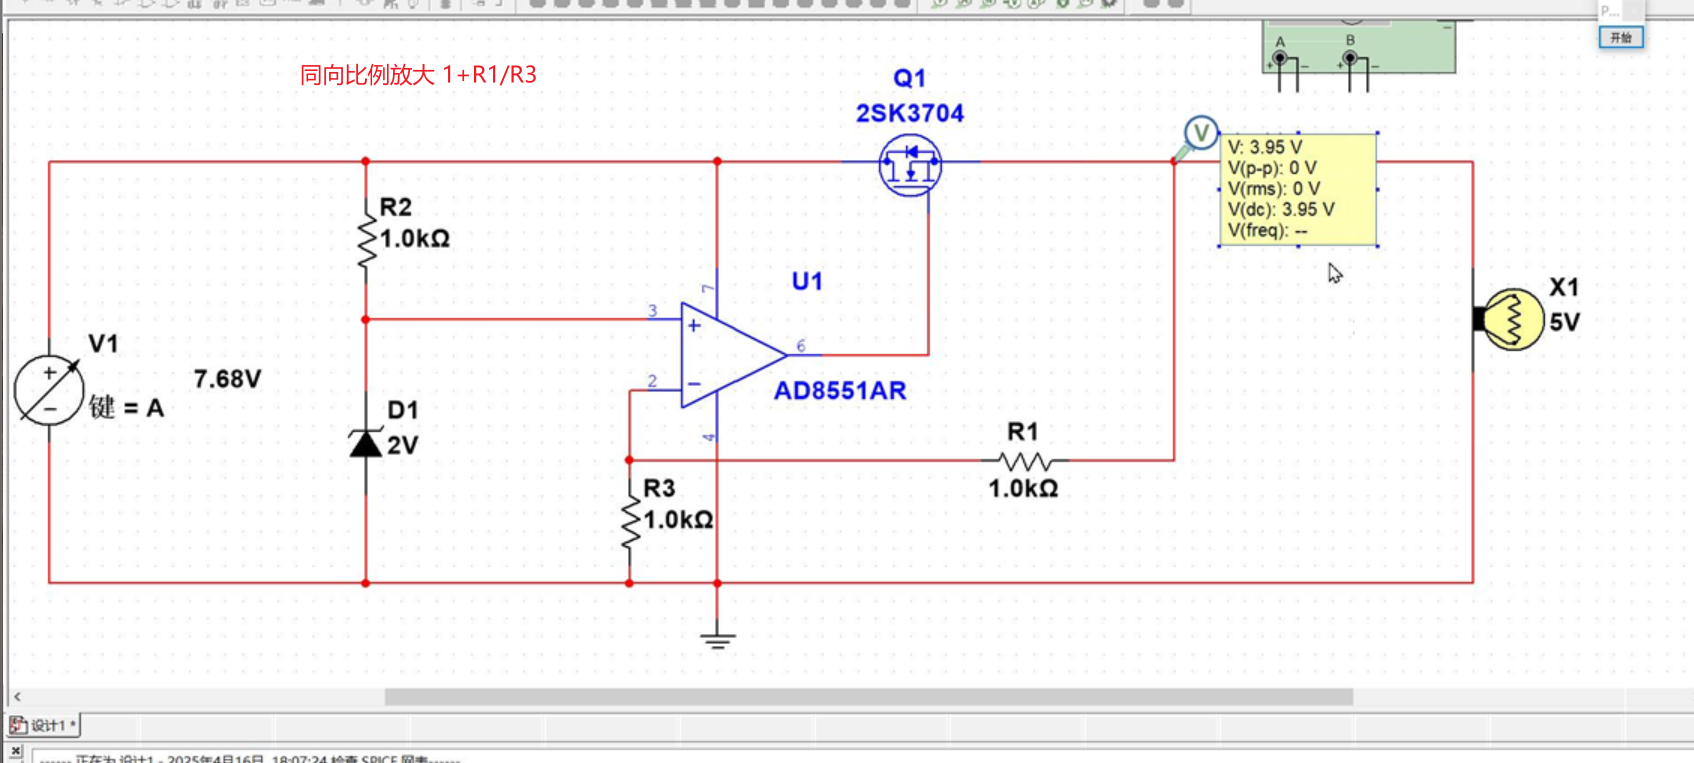 P...
开始
A
B
同向比例放大 1+R1/R3
Q1
2SK3704
V
V: 3.95 V
V(p-p): 0 V
V(rms): 0 V
V(dc): 3.95 V
V(freq): --
R2
1.0kΩ
7
U1
3
6
2
AD8551AR
4
X1
5V
V1
7.68V
键 = A
D1
2V
R1
1.0kΩ
R3
1.0kΩ
设计1 *
------ 正在为 设计1 - 2025年4月16日, 18:07:24 检查 SPICE 网表------